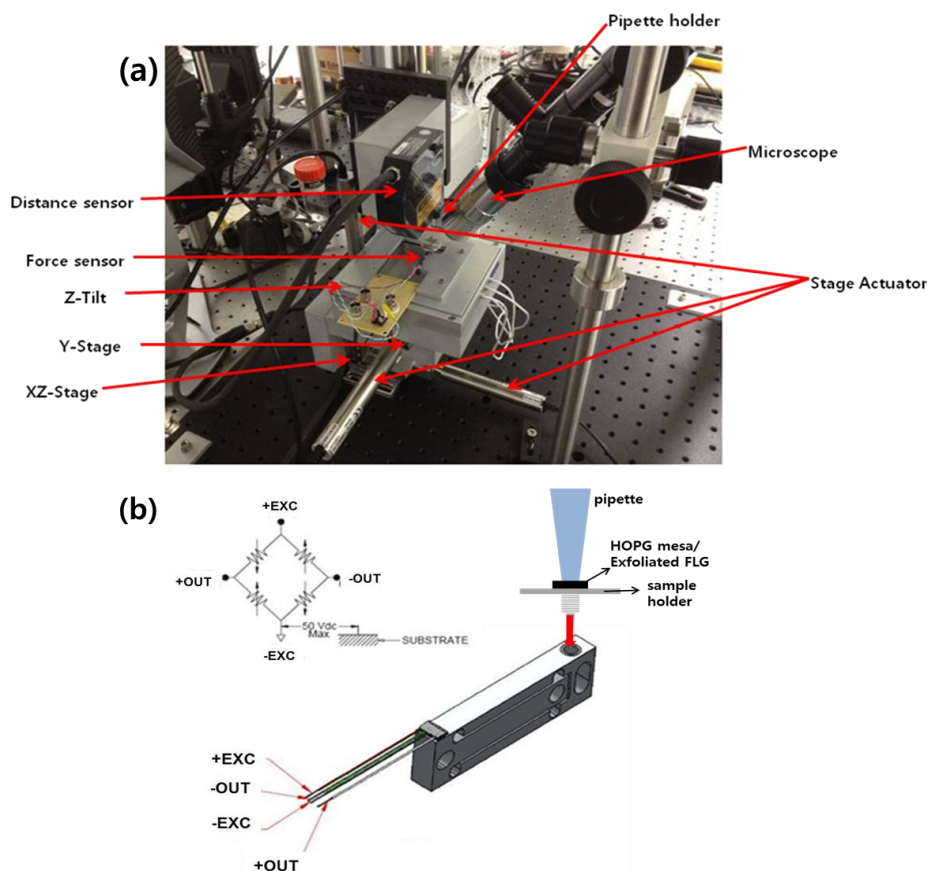 Pipette holder
(a)
Microscope
Distance sensor
Force sensor
Stage Actuator
Z-Tilt
Y-Stage
XZ-Stage
(b)
+EXC
pipette
HOPG mesa/
Exfoliated FLG
+OUT
-OUT
sample
holder
50 Vdc
Max
SUBSTRATE
-EXC
+EXC
-OUT
-EXC
+OUT